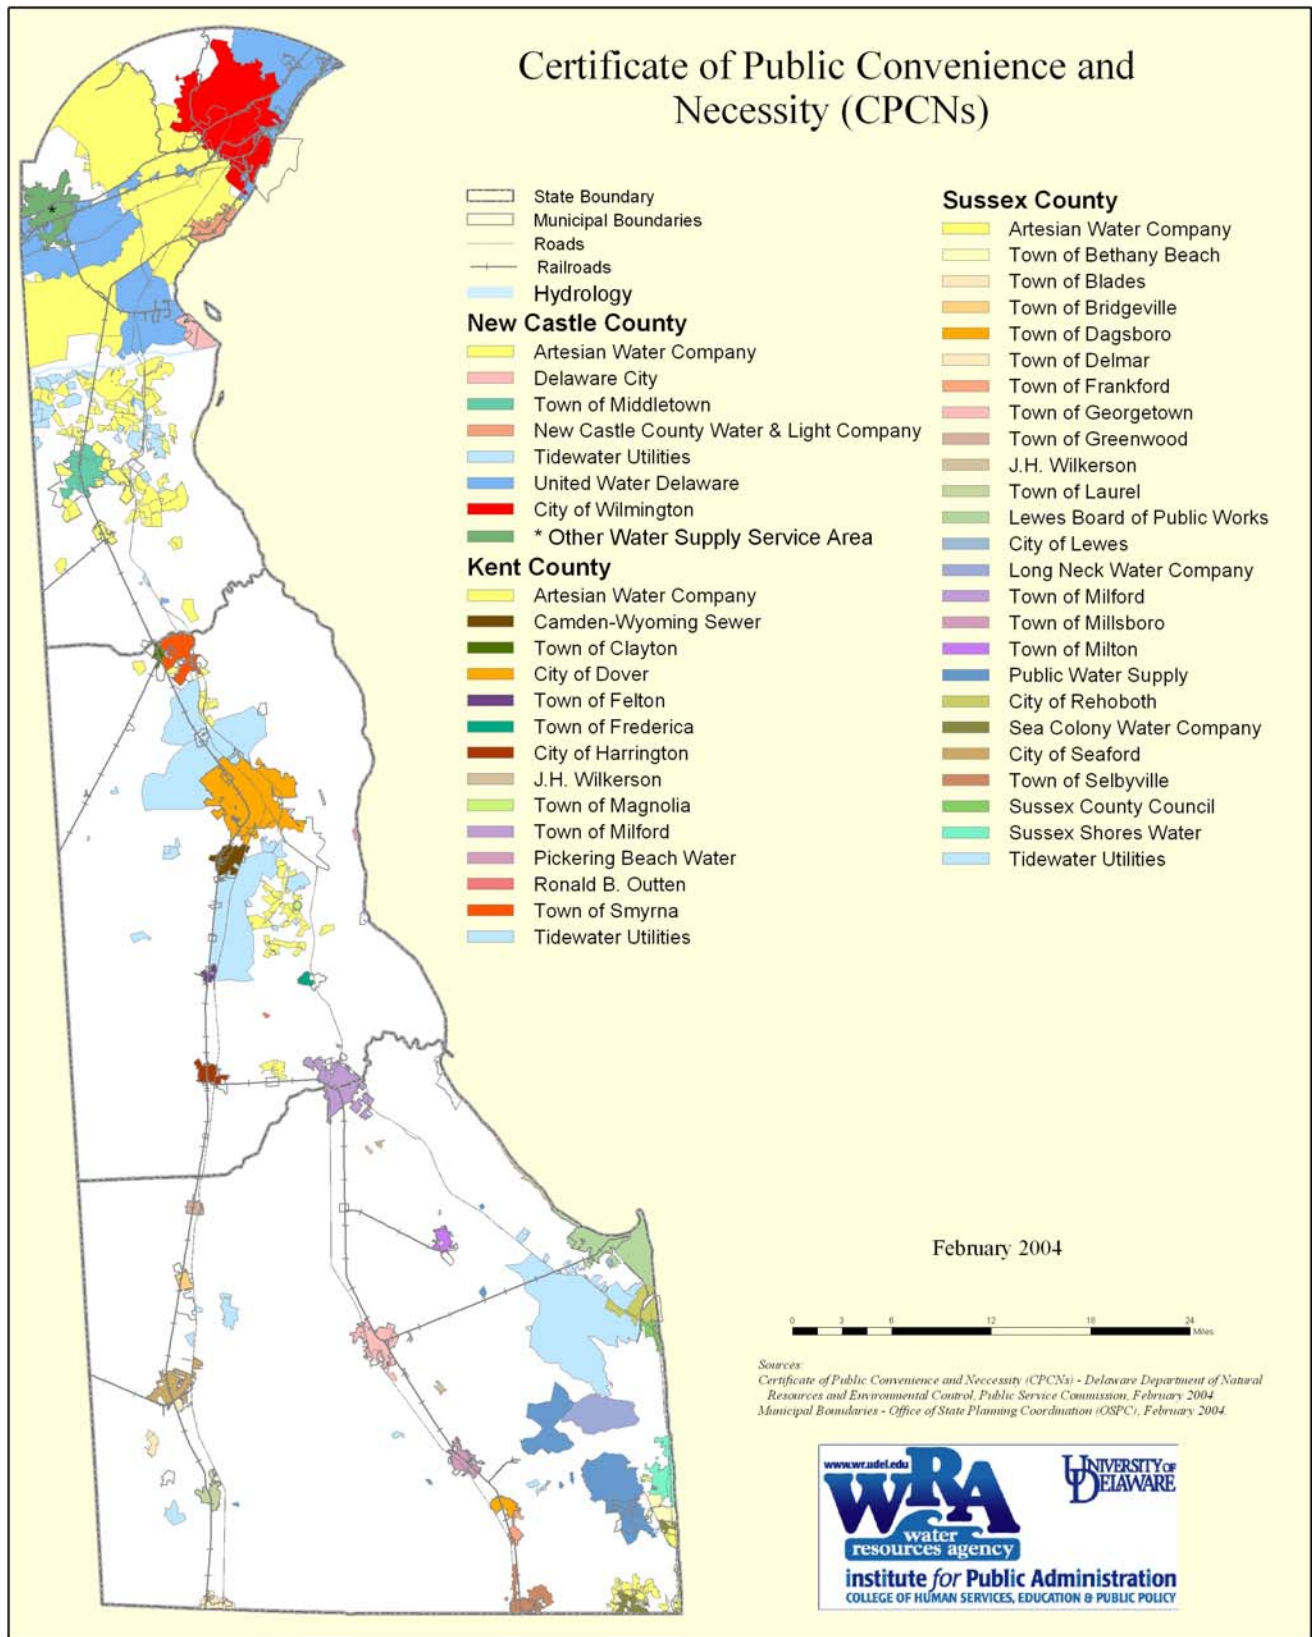 Certificate of Public Convenience and
Necessity (CPCNs)
State Boundary
Municipal Boundaries
Roads
Railroads
Hydrology
New Castle County
Artesian Water Company
Delaware City
Town of Middletown
New Castle County Water & Light Company
Tidewater Utilities
United Water Delaware
City of Wilmington
* Other Water Supply Service Area
Kent County
Artesian Water Company
Camden-Wyoming Sewer
Town of Clayton
City of Dover
Town of Felton
Town of Frederica
City of Harrington
J.H. Wilkerson
Town of Magnolia
Town of Milford
Pickering Beach Water
Ronald B. Outten
Town of Smyrna
Tidewater Utilities
Sussex County
Artesian Water Company
Town of Bethany Beach
Town of Blades
Town of Bridgeville
Town of Dagsboro
Town of Delmar
Town of Frankford
Town of Georgetown
Town of Greenwood
J.H. Wilkerson
Town of Laurel
Lewes Board of Public Works
City of Lewes
Long Neck Water Company
Town of Milford
Town of Millsboro
Town of Milton
Public Water Supply
City of Rehoboth
Sea Colony Water Company
City of Seaford
Town of Selbyville
Sussex County Council
Sussex Shores Water
Tidewater Utilities
*
February 2004
0 3 6 12 18 24
Miles
Sources:
Certificate of Public Convenience and Neccessity (CPCNs) - Delaware Department of Natural
Resources and Environmental Control, Public Service Commission, February 2004.
Municipal Boundaries - Office of State Planning Coordination (OSPC), February 2004.
www.wr.udel.edu
WRA
water
resources agency
UNIVERSITY OF
DELAWARE
institute for Public Administration
COLLEGE OF HUMAN SERVICES, EDUCATION & PUBLIC POLICY